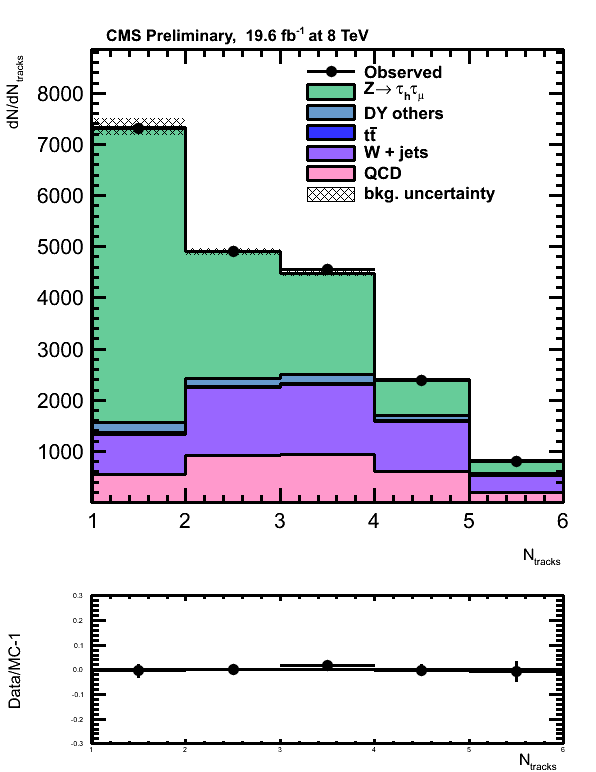 CMS Preliminary, 19.6 fb⁻¹ at 8 TeV
dN/dN_tracks
8000
7000
6000
5000
4000
3000
2000
1000
Observed
Z→ τ_hτ_μ
DY others
tt̄
W + jets
QCD
bkg. uncertainty
1 2 3 4 5 6
N_tracks
Data/MC-1
0.3
0.2
0.1
0.0
-0.1
-0.2
-0.3
1 2 3 4 5 6
N_tracks